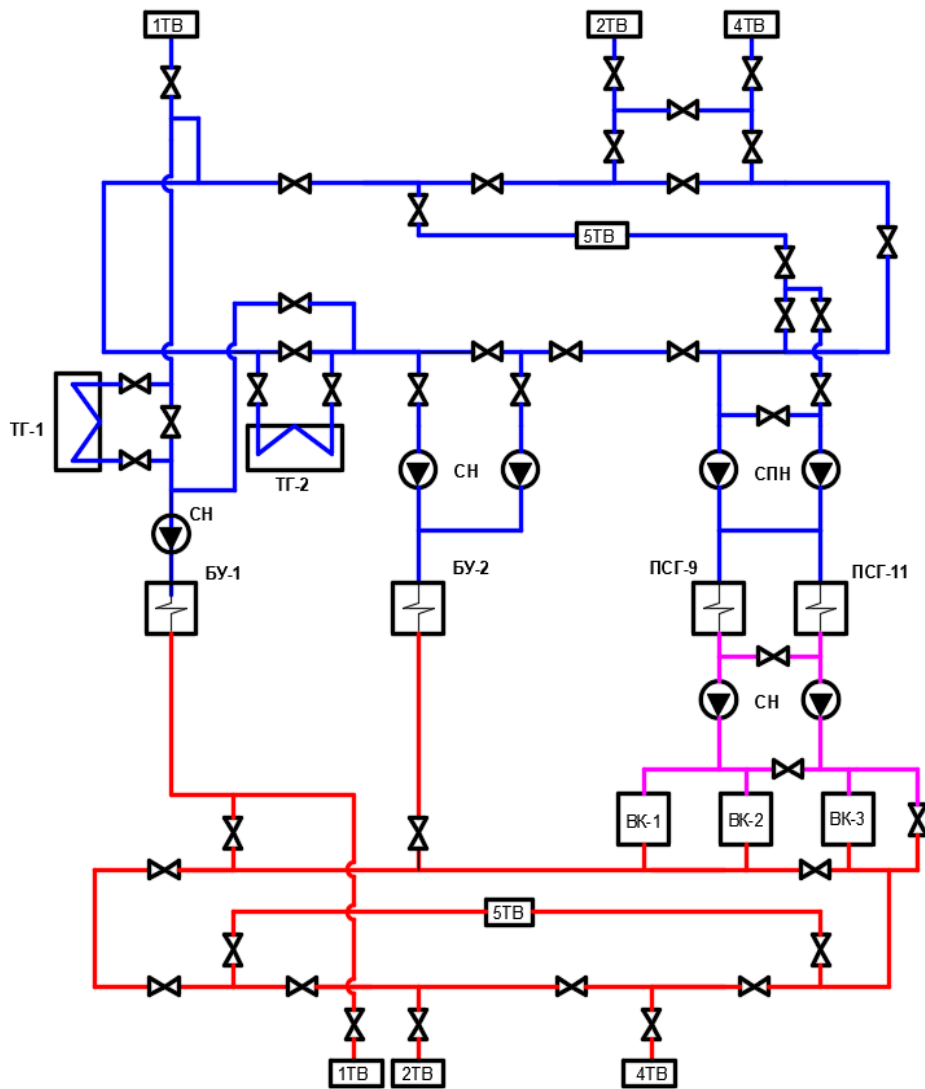 1ТВ
2ТВ
4ТВ
5ТВ
ТГ-1
ТГ-2
СН
СПН
СН
БУ-1
БУ-2
ПСГ-9
ПСГ-11
СН
ВК-1
ВК-2
ВК-3
5ТВ
1ТВ
2ТВ
4ТВ